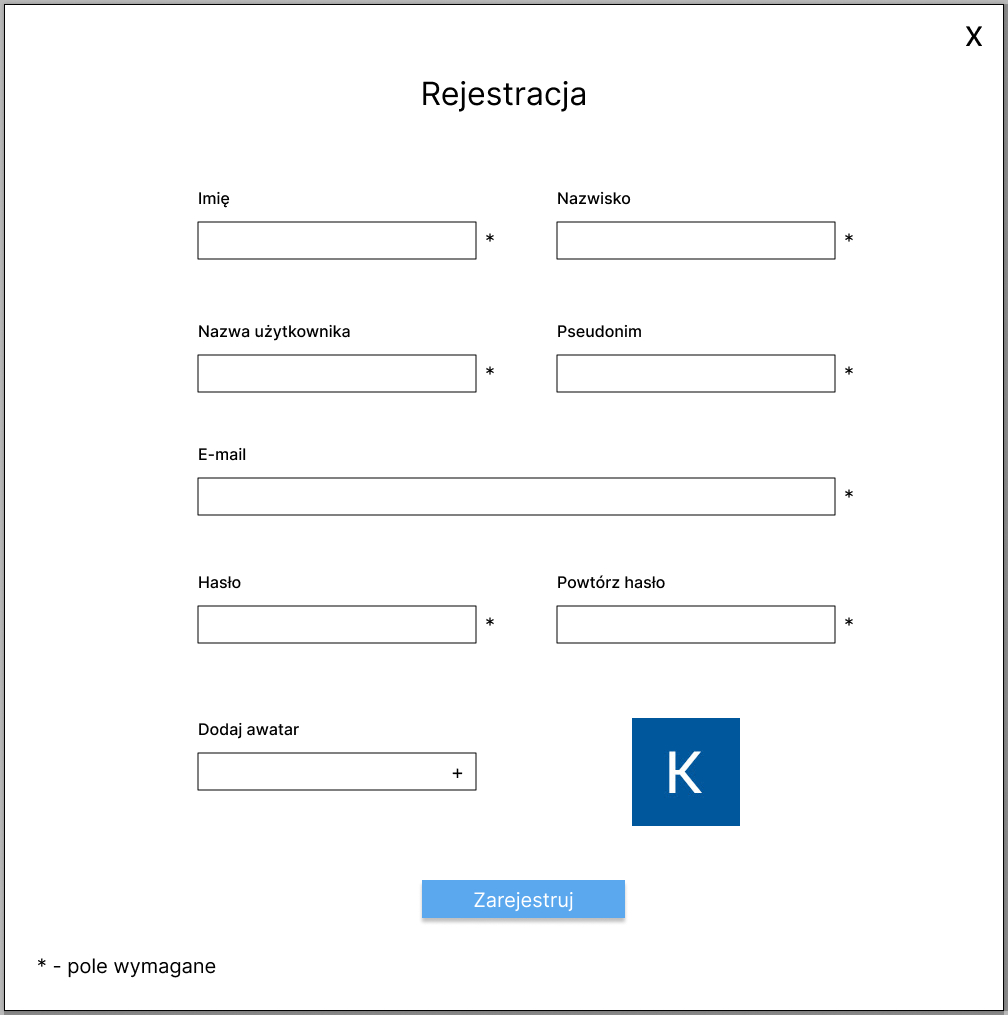 X
Rejestracja
Imię Nazwisko
* *
Nazwa użytkownika Pseudonim
* *
E-mail
*
Hasło Powtórz hasło
* *
Dodaj awatar
+
K
Zarejestruj
* - pole wymagane